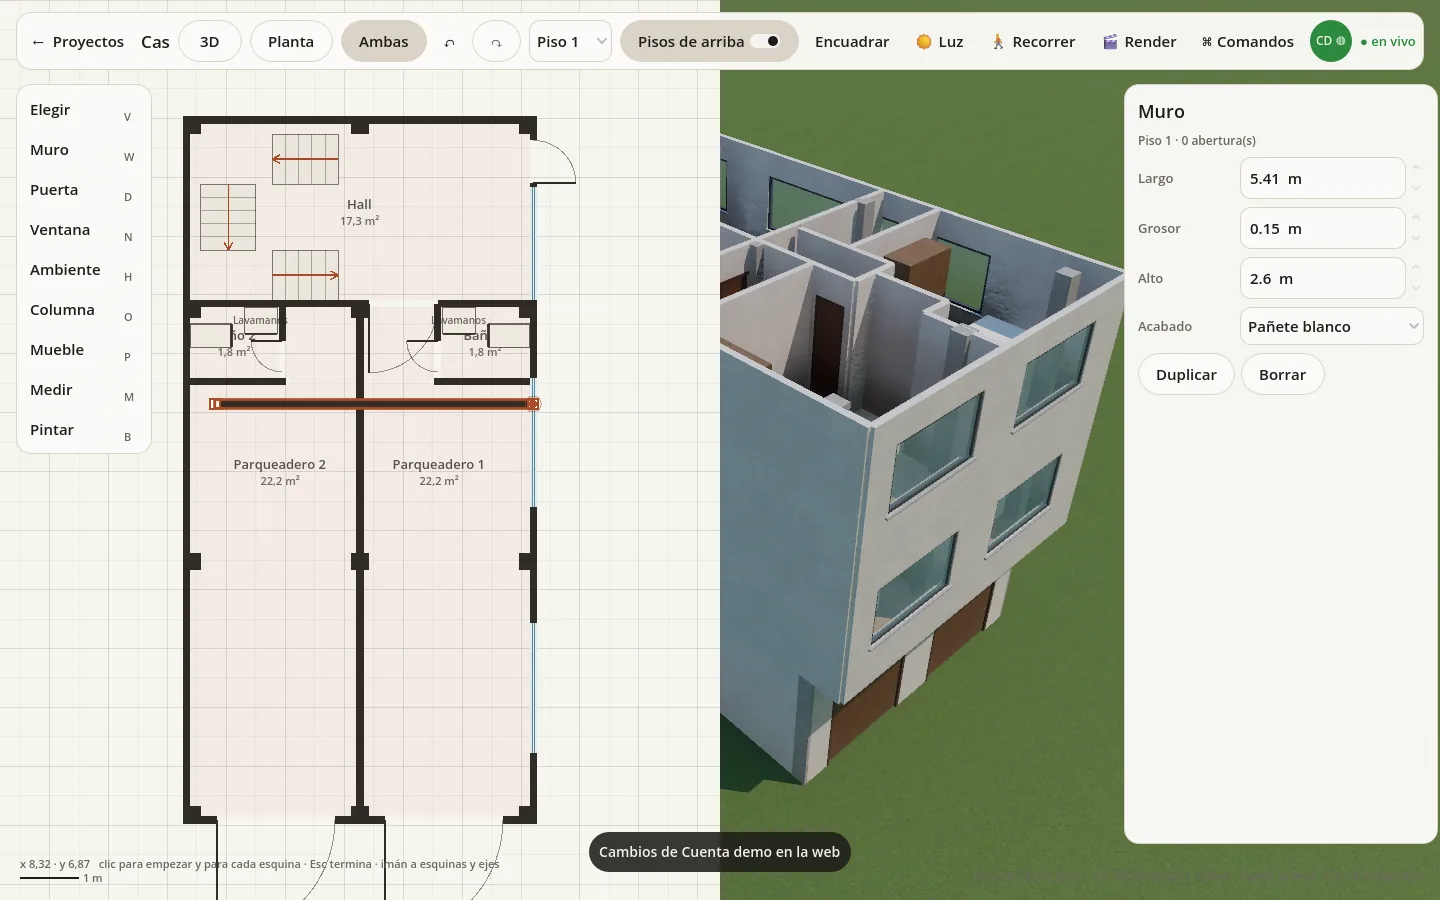 ← Proyectos Cas 3D Planta Ambas Piso 1 Pisos de arriba Encuadrar Luz Recorrer Render ⌘ Comandos CD • en vivo
Elegir V
Muro W
Puerta D
Ventana N
Ambiente H
Columna O
Mueble P
Medir M
Pintar B
Hall
17,3 m²
Lavamanos
1,8 m²
Bañ
1,8 m²
Parqueadero 2
22,2 m²
Parqueadero 1
22,2 m²
x 8,32 · y 6,87 clic para empezar y para cada esquina · Esc termina · imán a esquinas y ejes
1 m
Cambios de Cuenta demo en la web
Muro
Piso 1 · 0 abertura(s)
Largo 5.41 m
Grosor 0.15 m
Alto 2.6 m
Acabado Pañete blanco
Duplicar Borrar